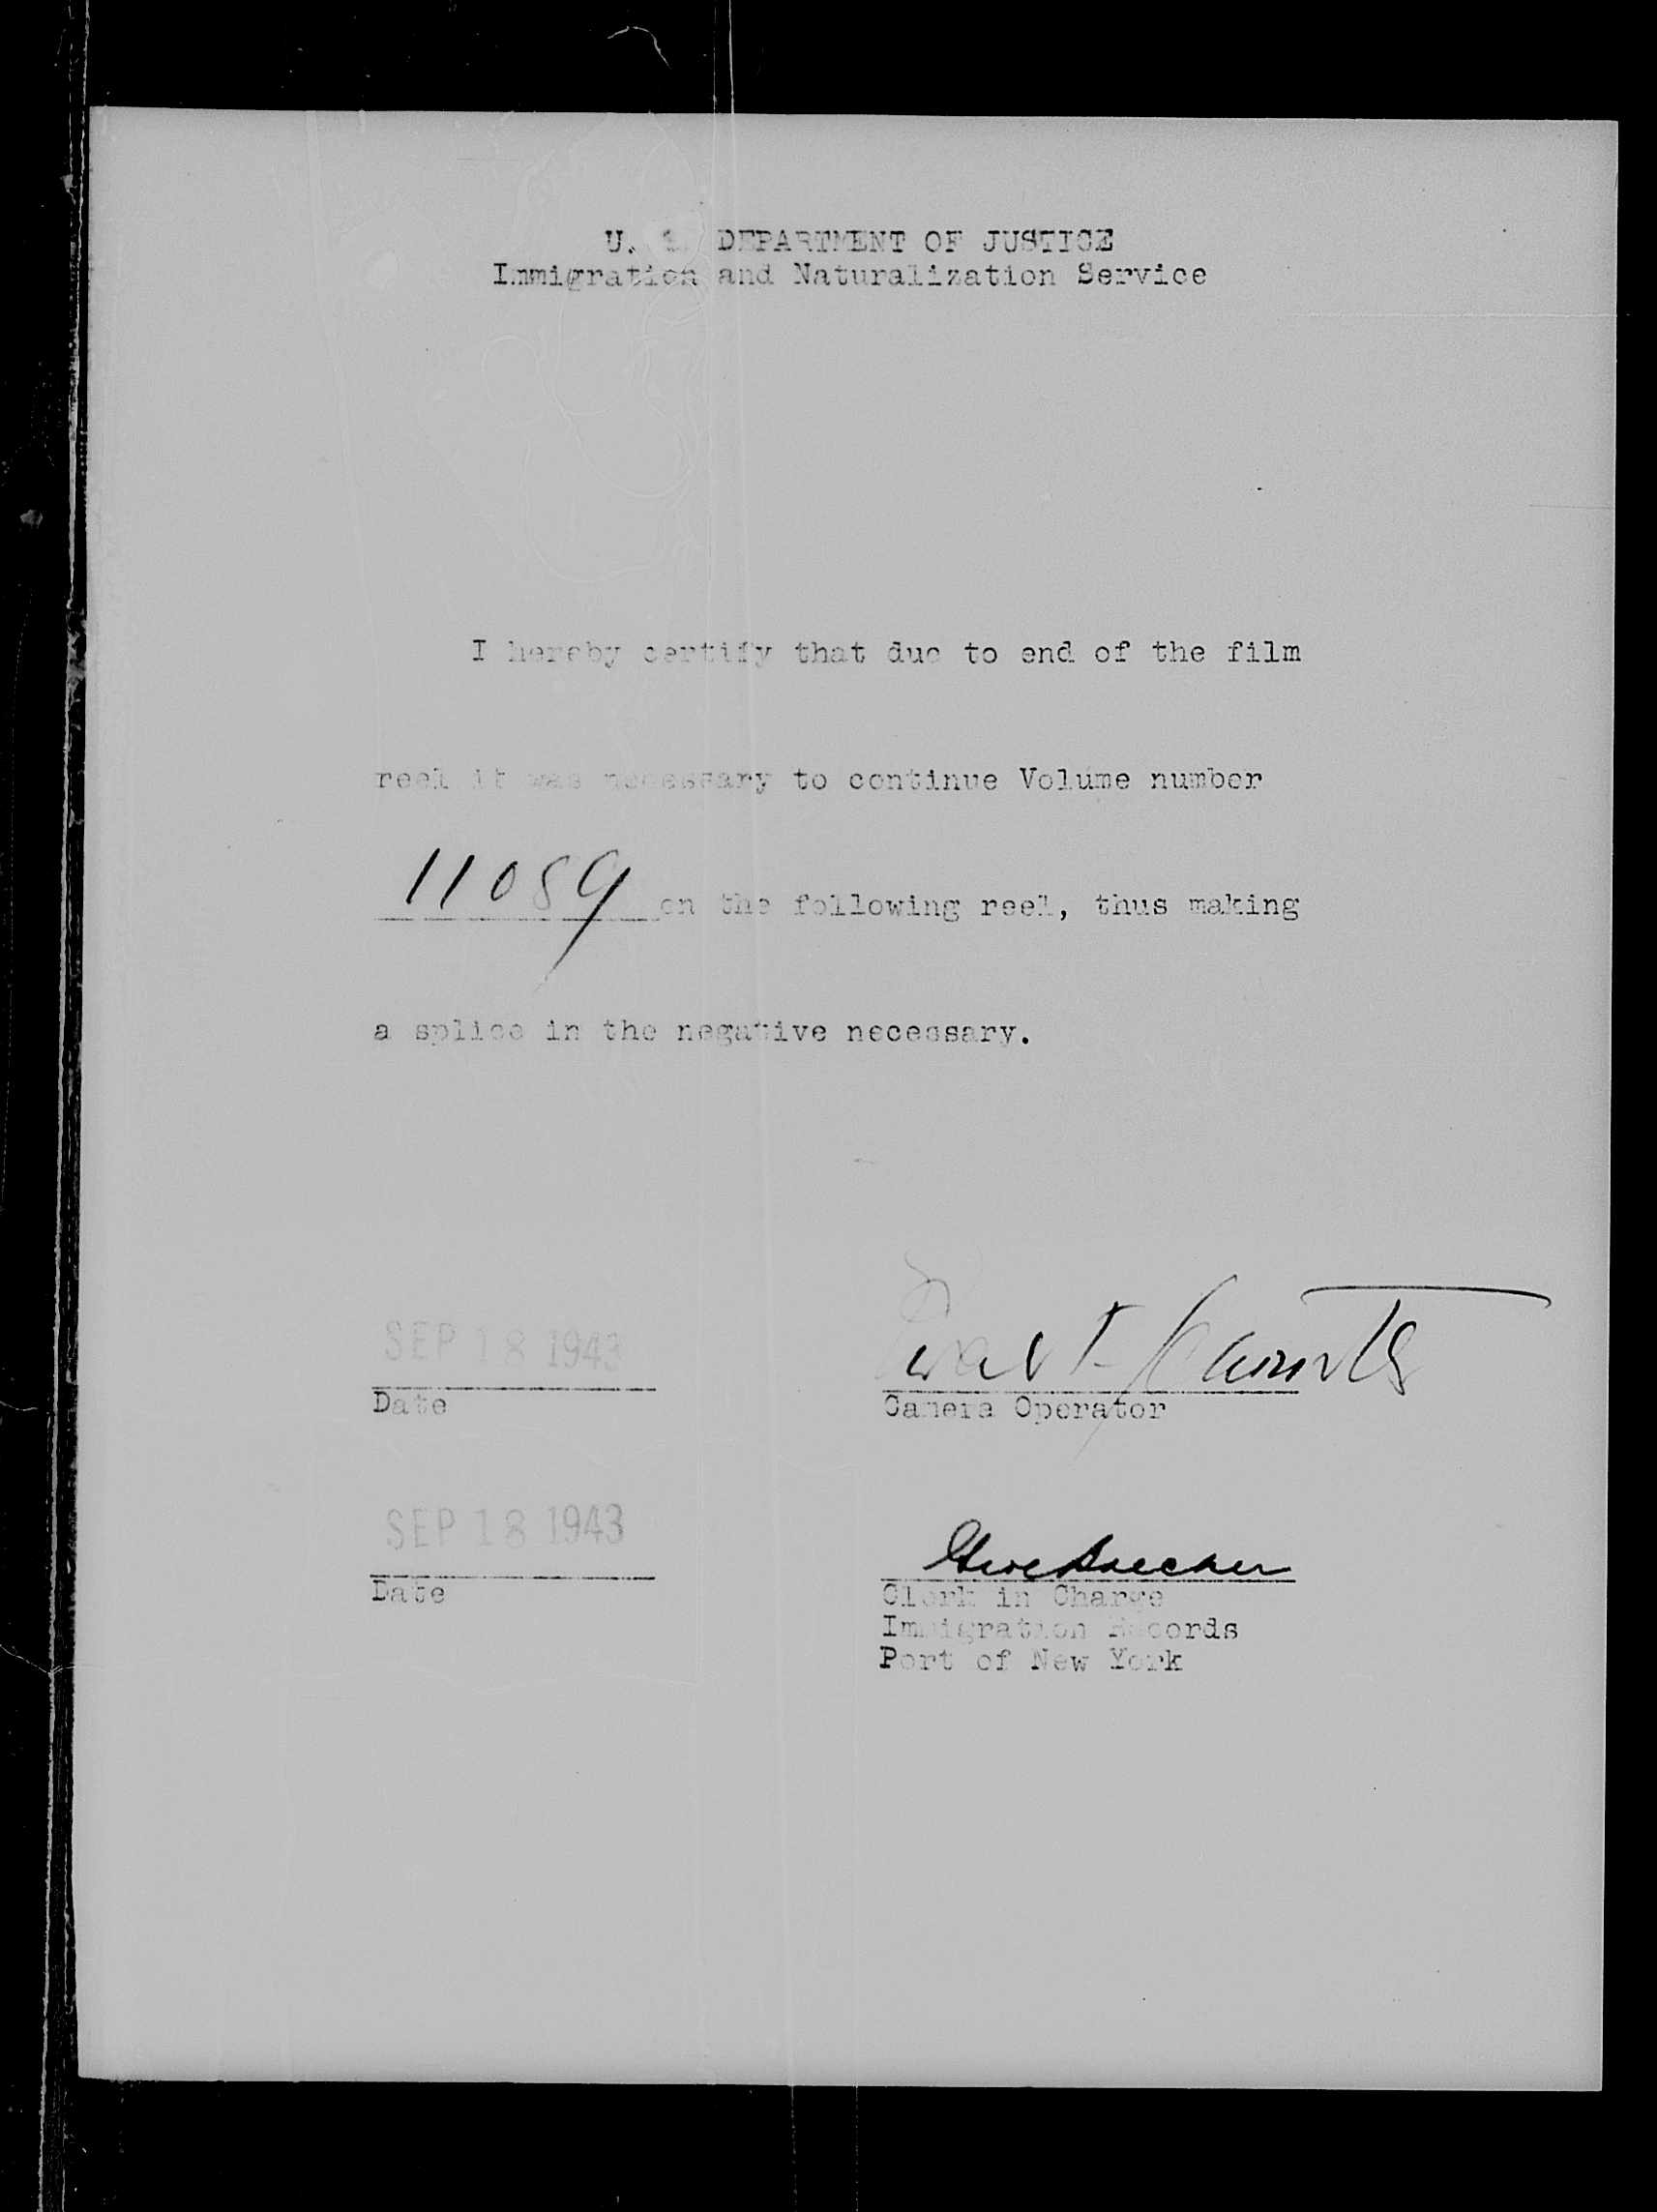 U. S. DEPARTMENT OF JUSTICE
Immigration and Naturalization Service
I hereby certify that due to end of the film
reel it was necessary to continue Volume number
11089 on the following reel, thus making
a splice in the negative necessary.
SEP 18 1943
Date
Camera Operator
SEP 18 1943
Date
Clerk in Charge
Immigration Records
Port of New York